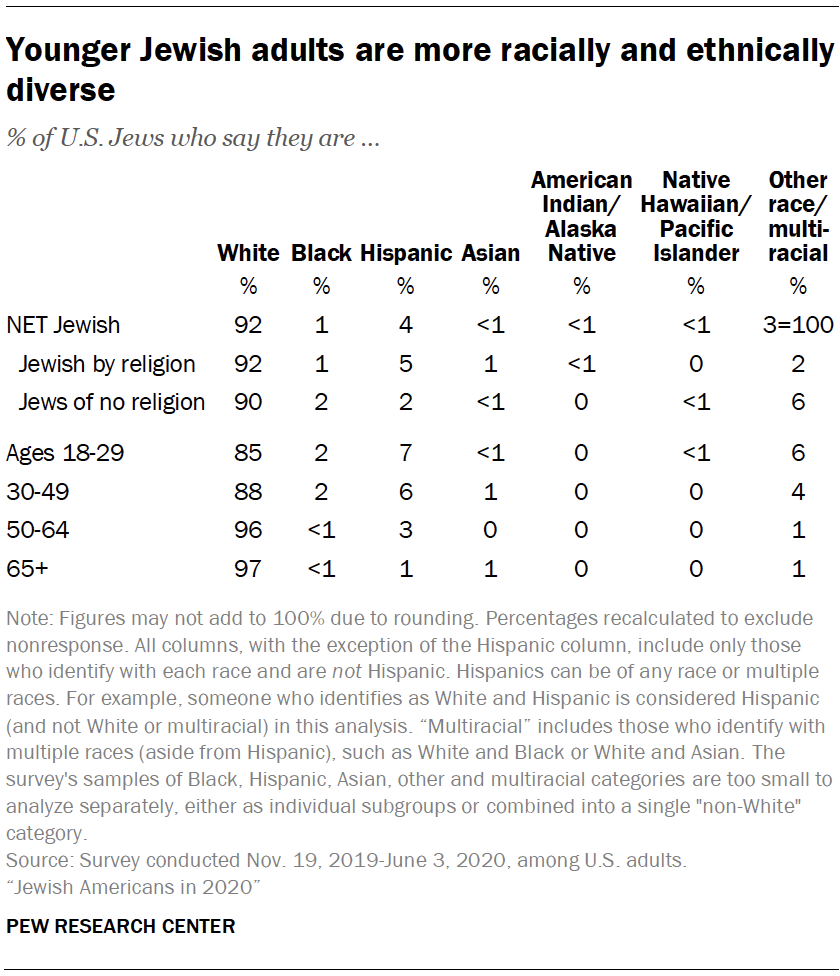 Younger Jewish adults are more racially and ethnically
diverse
% of U.S. Jews who say they are ...
White Black Hispanic Asian American Indian/ Alaska Native Native Hawaiian/ Pacific Islander Other race/ multi-racial
% % % % % % %
NET Jewish 92 1 4 <1 <1 <1 3=100
Jewish by religion 92 1 5 1 <1 0 2
Jews of no religion 90 2 2 <1 0 <1 6
Ages 18-29 85 2 7 <1 0 <1 6
30-49 88 2 6 1 0 0 4
50-64 96 <1 3 0 0 0 1
65+ 97 <1 1 1 0 0 1
Note: Figures may not add to 100% due to rounding. Percentages recalculated to exclude
nonresponse. All columns, with the exception of the Hispanic column, include only those
who identify with each race and are not Hispanic. Hispanics can be of any race or multiple
races. For example, someone who identifies as White and Hispanic is considered Hispanic
(and not White or multiracial) in this analysis. “Multiracial” includes those who identify with
multiple races (aside from Hispanic), such as White and Black or White and Asian. The
survey's samples of Black, Hispanic, Asian, other and multiracial categories are too small to
analyze separately, either as individual subgroups or combined into a single "non-White"
category.
Source: Survey conducted Nov. 19, 2019-June 3, 2020, among U.S. adults.
“Jewish Americans in 2020”
PEW RESEARCH CENTER